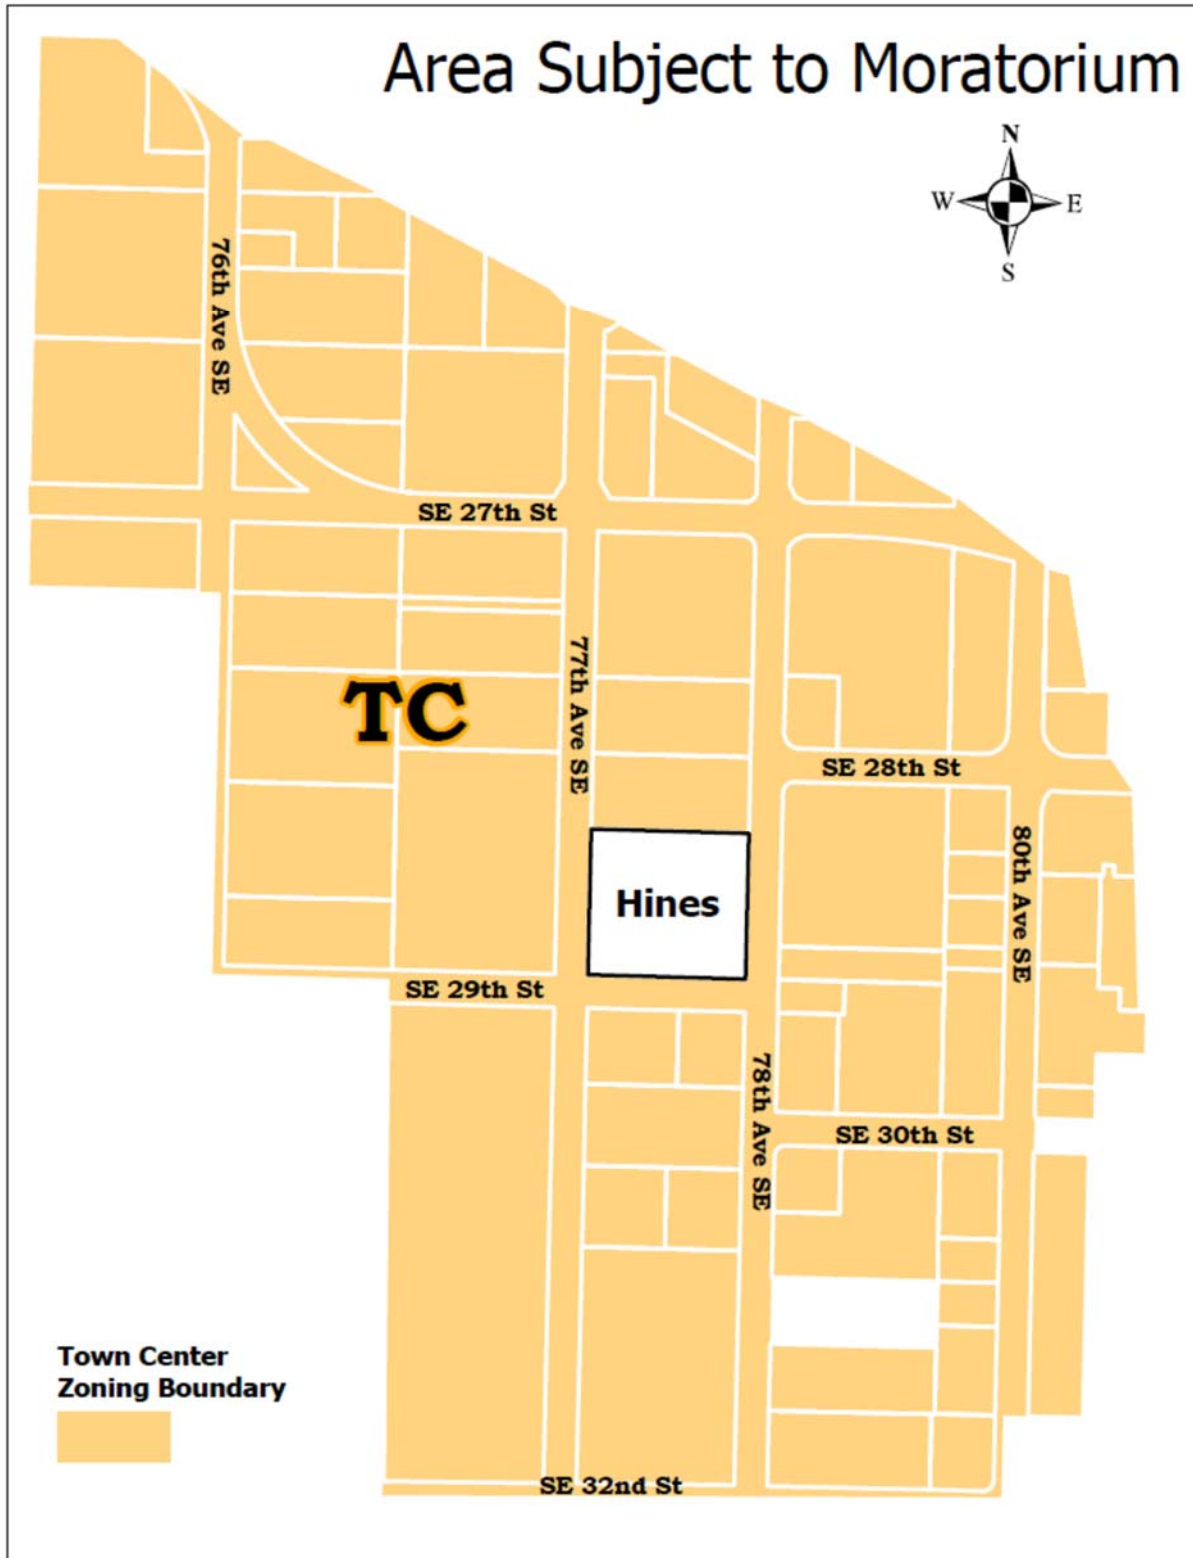 Area Subject to Moratorium
N
W
E
S
76th Ave SE
SE 27th St
77th Ave SE
TC
SE 28th St
80th Ave SE
Hines
SE 29th St
78th Ave SE
SE 30th St
Town Center
Zoning Boundary
SE 32nd St